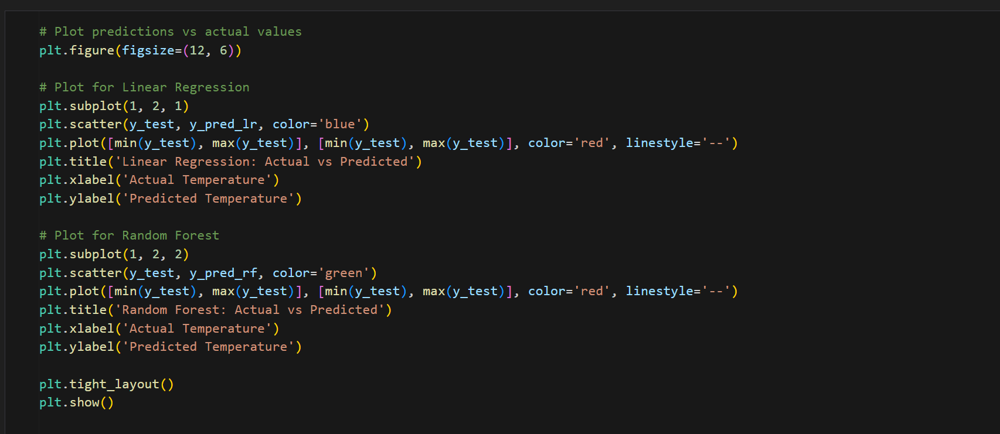 # Plot predictions vs actual values
plt.figure(figsize=(12, 6))
# Plot for Linear Regression
plt.subplot(1, 2, 1)
plt.scatter(y_test, y_pred_lr, color='blue')
plt.plot([min(y_test), max(y_test)], [min(y_test), max(y_test)], color='red', linestyle='--')
plt.title('Linear Regression: Actual vs Predicted')
plt.xlabel('Actual Temperature')
plt.ylabel('Predicted Temperature')
# Plot for Random Forest
plt.subplot(1, 2, 2)
plt.scatter(y_test, y_pred_rf, color='green')
plt.plot([min(y_test), max(y_test)], [min(y_test), max(y_test)], color='red', linestyle='--')
plt.title('Random Forest: Actual vs Predicted')
plt.xlabel('Actual Temperature')
plt.ylabel('Predicted Temperature')
plt.tight_layout()
plt.show()